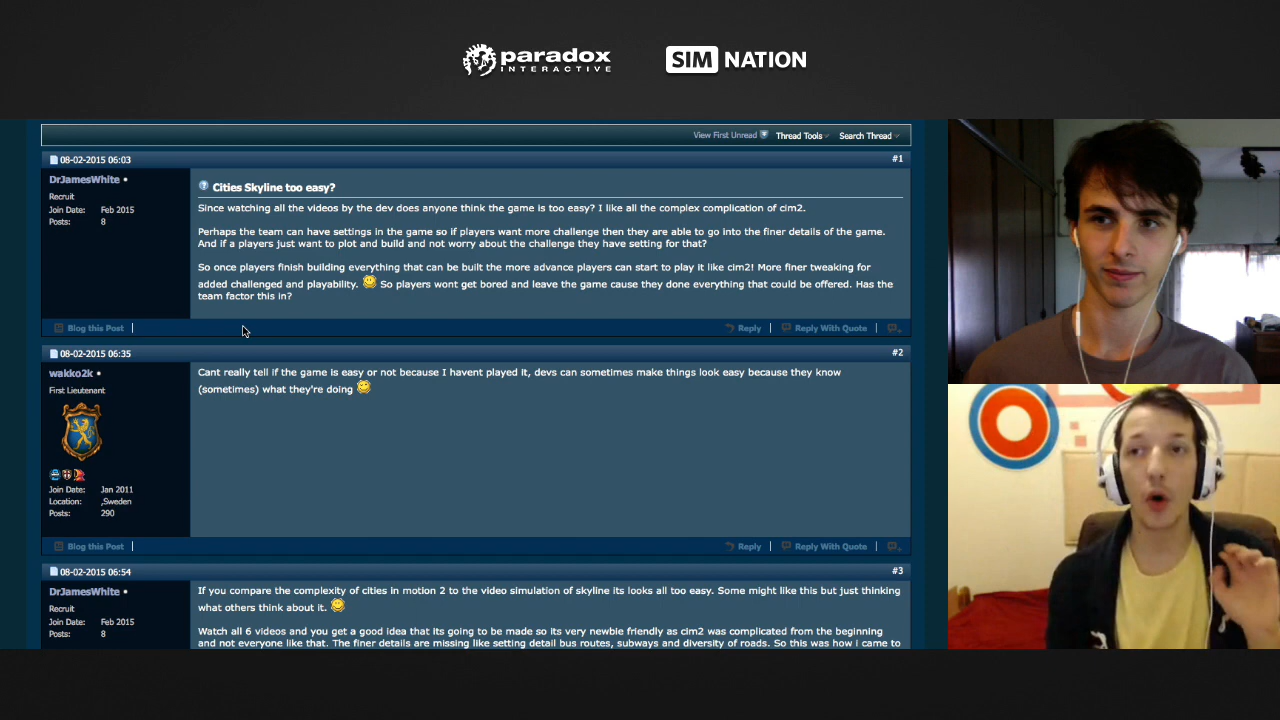 paradox
INTERACTIVE
SIM NATION
View First Unread Thread Tools Search Thread
08-02-2015 06:03 #1
DrJamesWhite
Recruit
Join Date: Feb 2015
Posts: 8
Cities Skyline too easy?
Since watching all the videos by the dev does anyone think the game is too easy? I like all the complex complication of cim2.
Perhaps the team can have settings in the game so if players want more challenge then they are able to go into the finer details of the game.
And if a players just want to plot and build and not worry about the challenge they have setting for that?
So once players finish building everything that can be built the more advance players can start to play it like cim2! More finer tweaking for
added challenged and playability. So players wont get bored and leave the game cause they done everything that could be offered. Has the
team factor this in?
Blog this Post | Reply | Reply With Quote |
08-02-2015 06:35 #2
wakko2k
First Lieutenant
Join Date: Jan 2011
Location: ,Sweden
Posts: 290
Cant really tell if the game is easy or not because I havent played it, devs can sometimes make things look easy because they know
(sometimes) what they're doing
Blog this Post | Reply | Reply With Quote |
08-02-2015 06:54 #3
DrJamesWhite
Recruit
Join Date: Feb 2015
Posts: 8
If you compare the complexity of cities in motion 2 to the video simulation of skyline its looks all too easy. Some might like this but just thinking
what others think about it.
Watch all 6 videos and you get a good idea that its going to be made so its very newbie friendly as cim2 was complicated from the beginning
and not everyone like that. The finer details are missing like setting detail bus routes, subways and diversity of roads. So this was how i came to